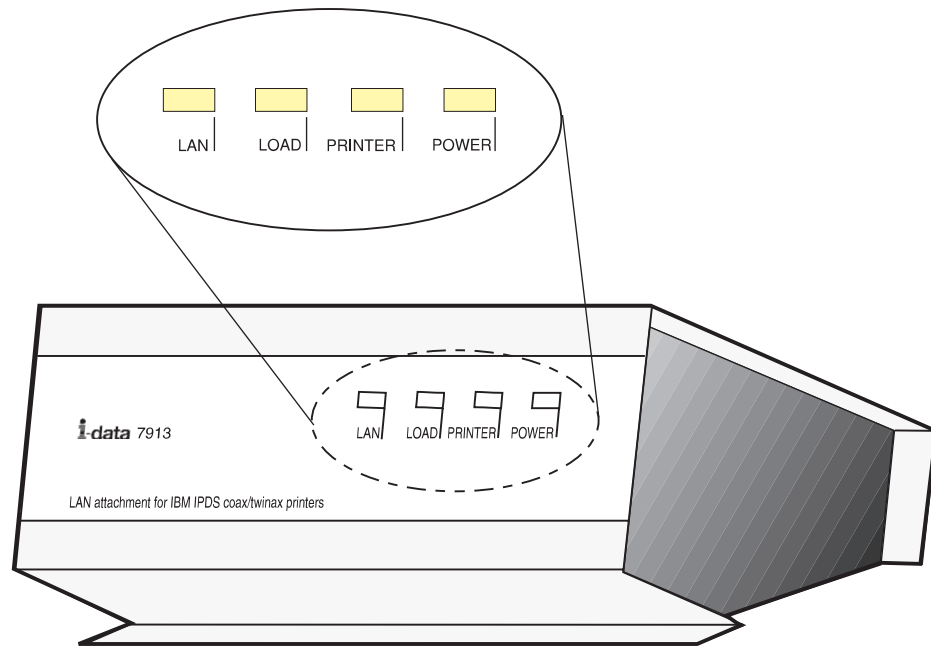 LAN LOAD PRINTER POWER
i-data 7913
LAN LOAD PRINTER POWER
LAN attachment for IBM IPDS coax/twinax printers